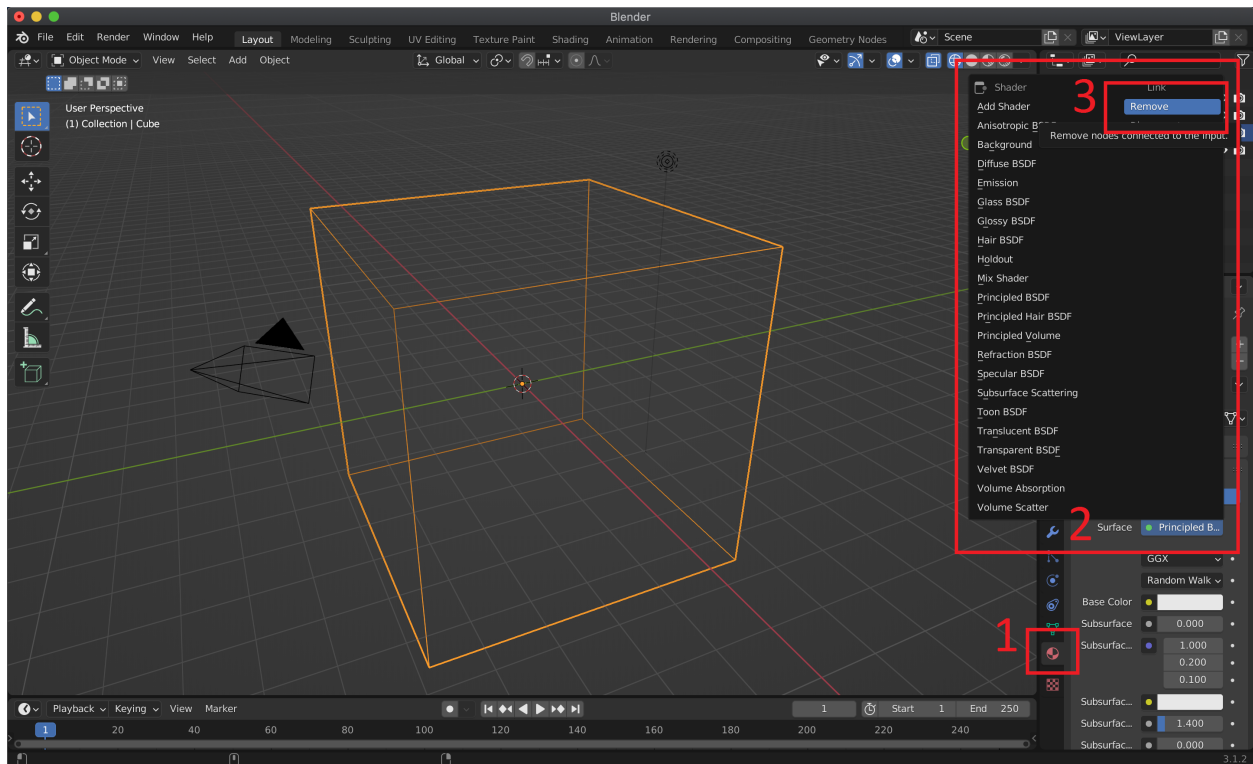 Blender
File Edit Render Window Help Layout Modeling Sculpting UV Editing Texture Paint Shading Animation Rendering Compositing Geometry Nodes Scene ViewLayer
Object Mode View Select Add Object Global
User Perspective
(1) Collection | Cube
Shader
Add Shader
Anisotropic
Background
Diffuse BSDF
Emission
Glass BSDF
Glossy BSDF
Hair BSDF
Holdout
Mix Shader
Principled BSDF
Principled Hair BSDF
Principled Volume
Refraction BSDF
Specular BSDF
Subsurface Scattering
Toon BSDF
Translucent BSDF
Transparent BSDF
Velvet BSDF
Volume Absorption
Volume Scatter
3
Link
Remove
Remove nodes connected to the input.
2
Surface Principled B...
GGX
Random Walk
Base Color
Subsurface 0.000
Subsurfac... 1.000
0.200
0.100
Subsurfac...
Subsurfac... 1.400
Subsurfac... 0.000
1
Playback Keying View Marker 1 Start 1 End 250
1 20 40 60 80 100 120 140 160 180 200 220 240
3.1.2